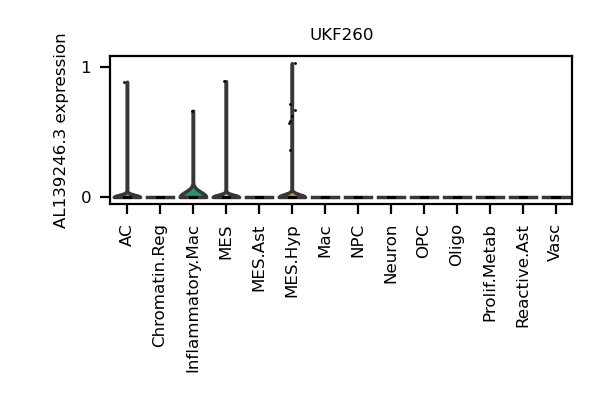 UKF260
AL139246.3 expression
1
0
AC
Chromatin.Reg
Inflammatory.Mac
MES
MES.Ast
MES.Hyp
Mac
NPC
Neuron
OPC
Oligo
Prolif.Metab
Reactive.Ast
Vasc